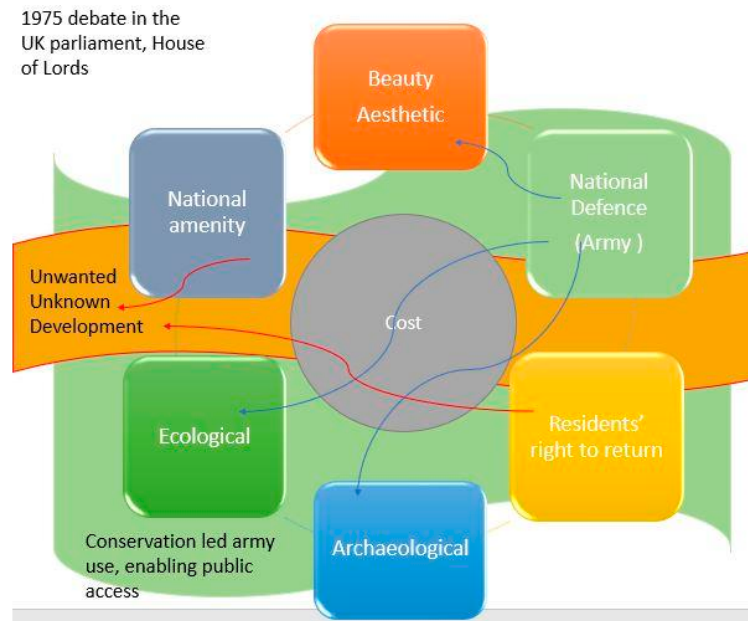 1975 debate in the
UK parliament, House
of Lords
Beauty
Aesthetic
National
amenity
National
Defence
(Army )
Unwanted
Unknown
Development
Cost
Ecological
Residents’
right to return
Conservation led army
use, enabling public
access
Archaeological